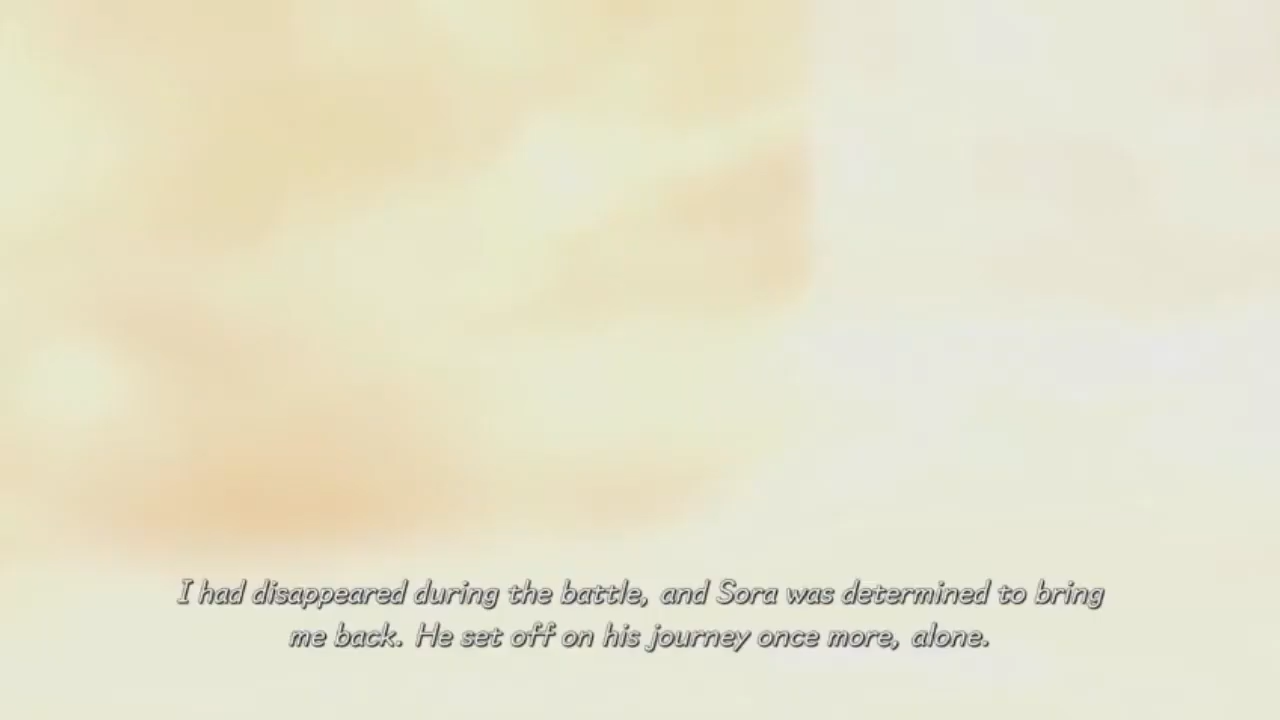 I had disappeared during the battle, and Sora was determined to bring
me back. He set off on his journey once more, alone.